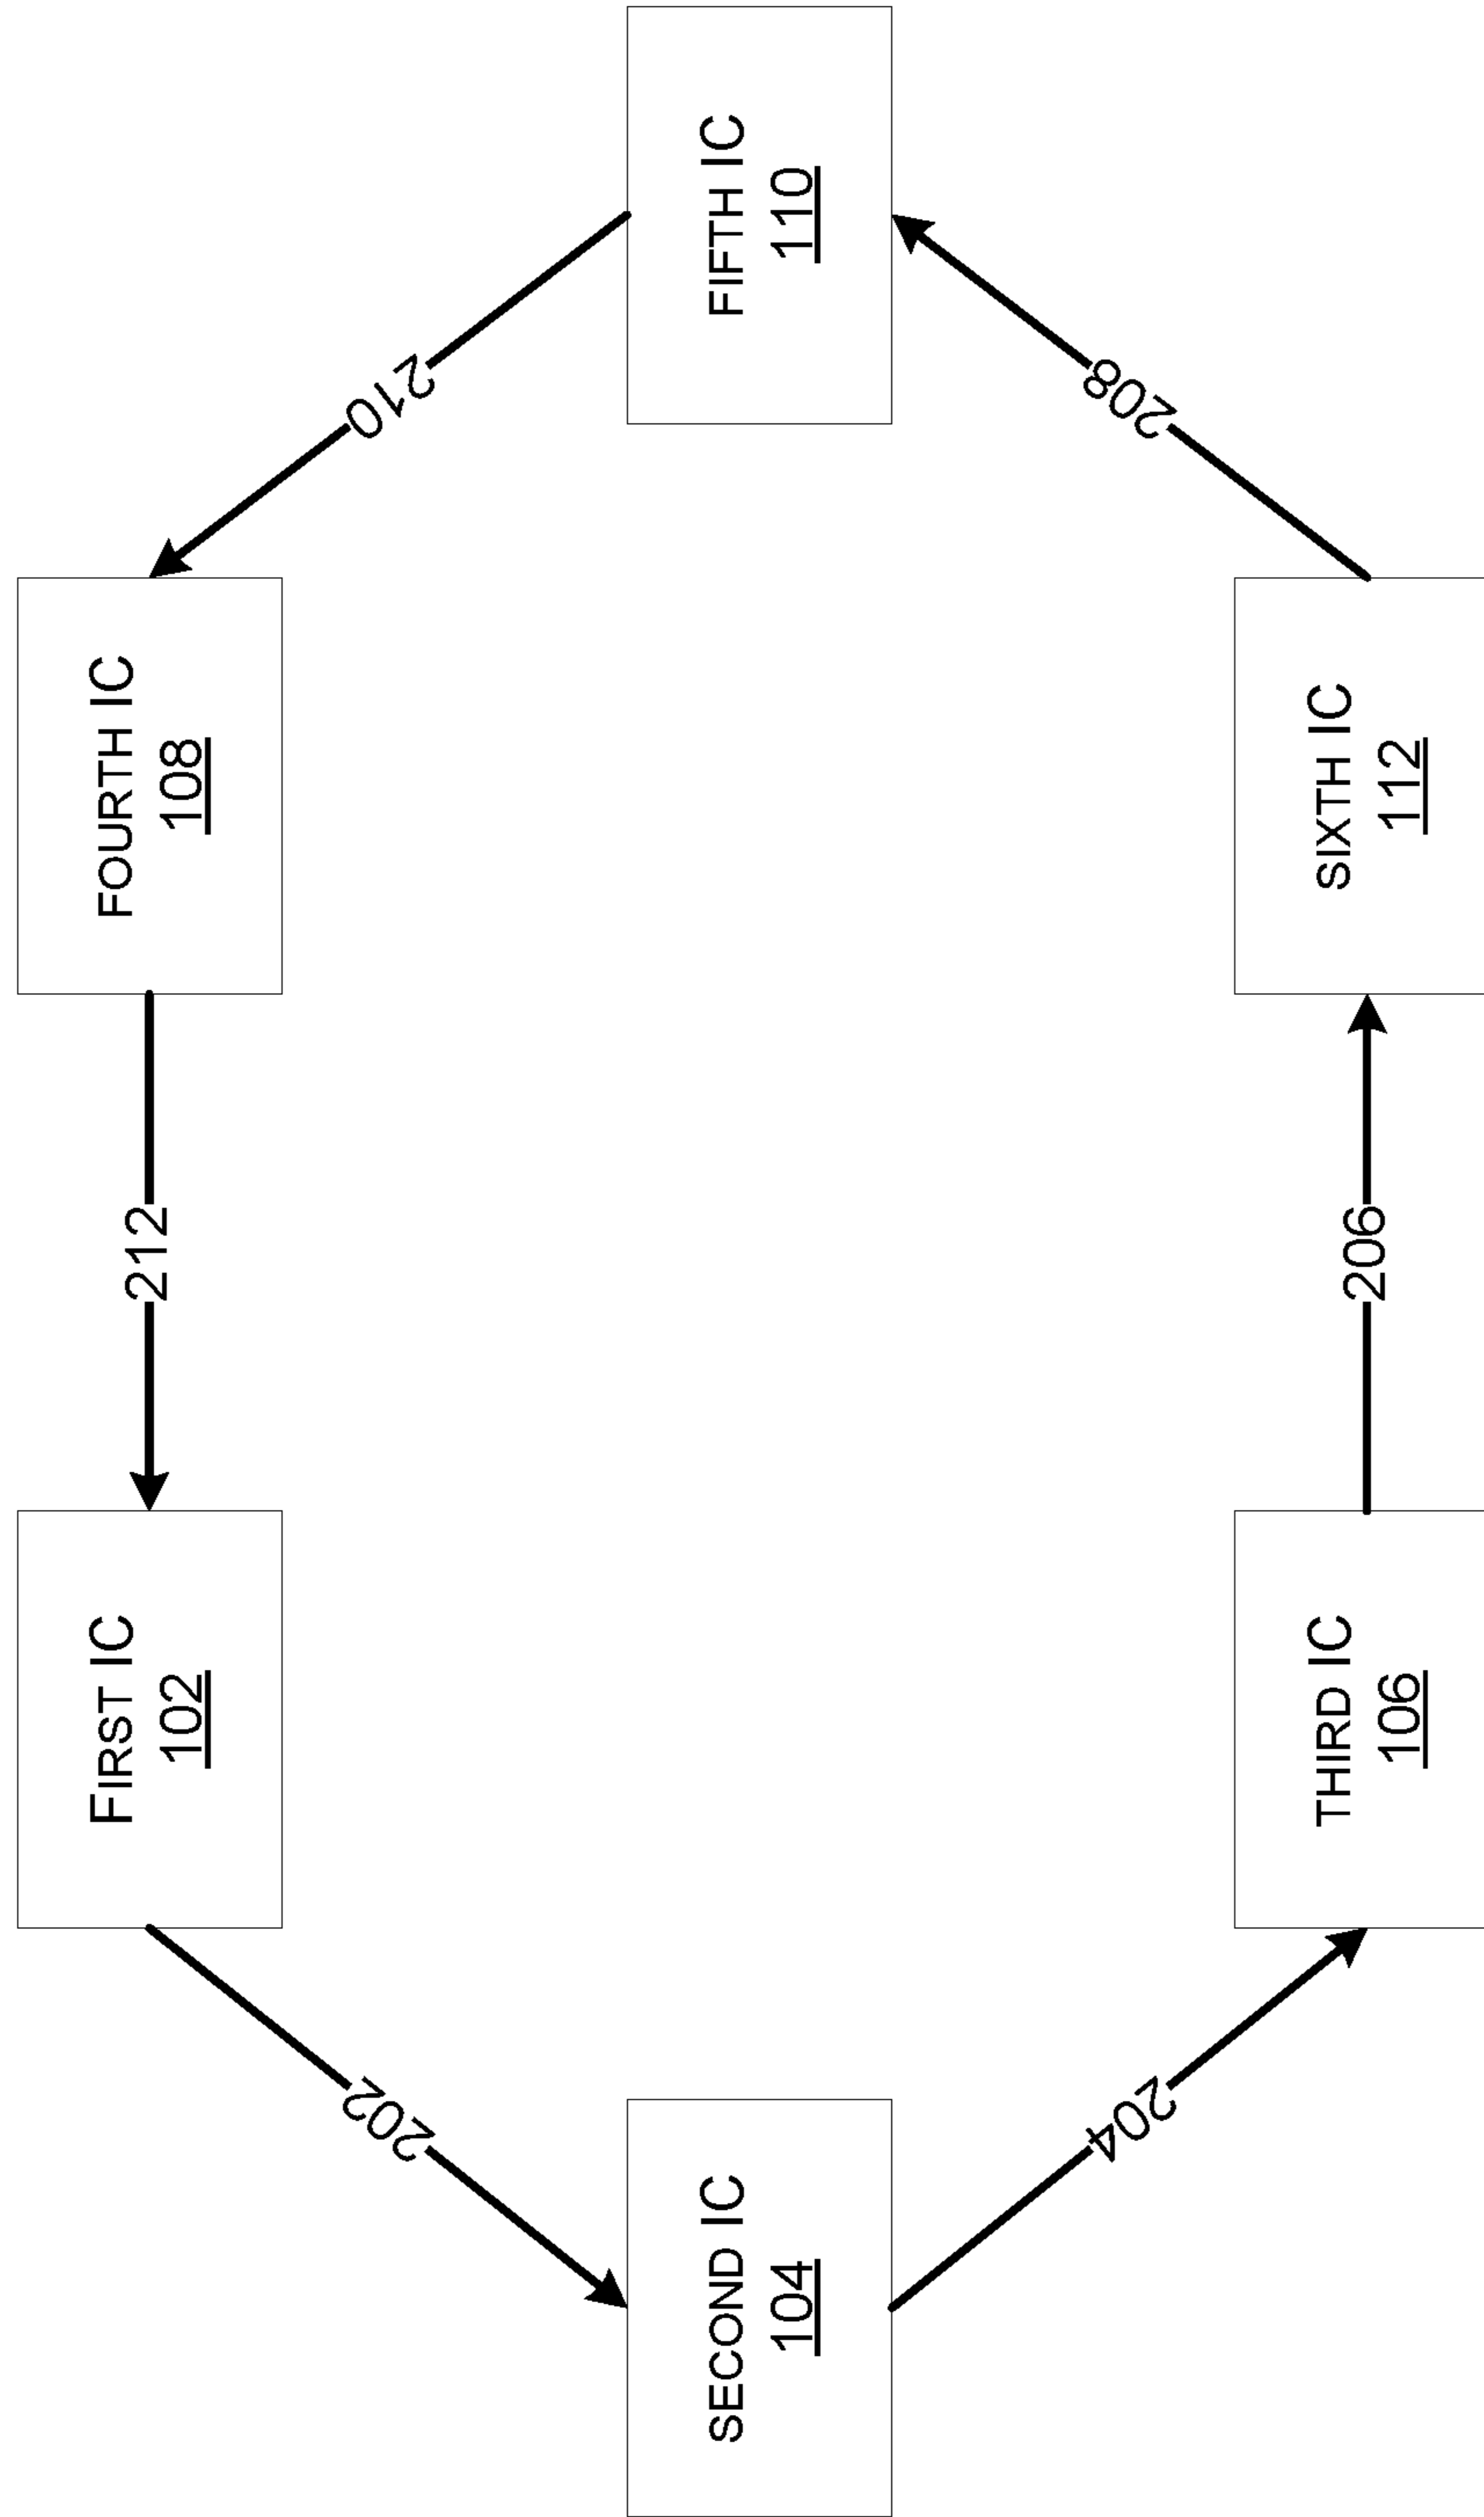 FIRST IC
102
212
FOURTH IC
108
202
210
SECOND IC
104
FIFTH IC
110
204
208
THIRD IC
106
206
SIXTH IC
112